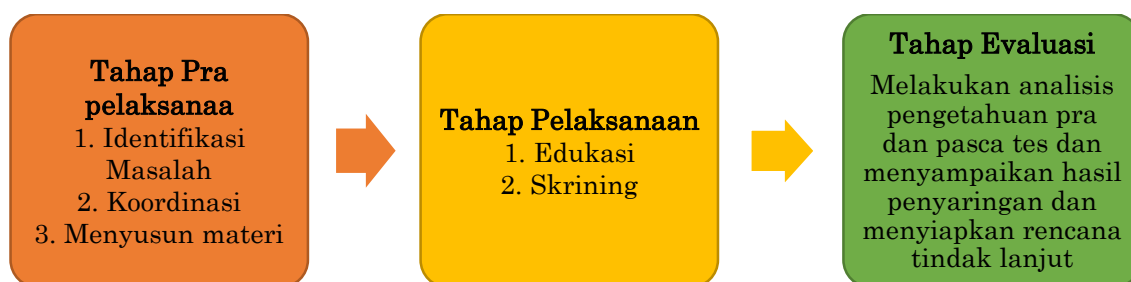 Tahap Pra
pelaksanaa
1. Identifikasi
Masalah
2. Koordinasi
3. Menyusun materi
Tahap Pelaksanaan
1. Edukasi
2. Skrining
Tahap Evaluasi
Melakukan analisis
pengetahuan pra
dan pasca tes dan
menyampaikan hasil
penyaringan dan
menyiapkan rencana
tindak lanjut